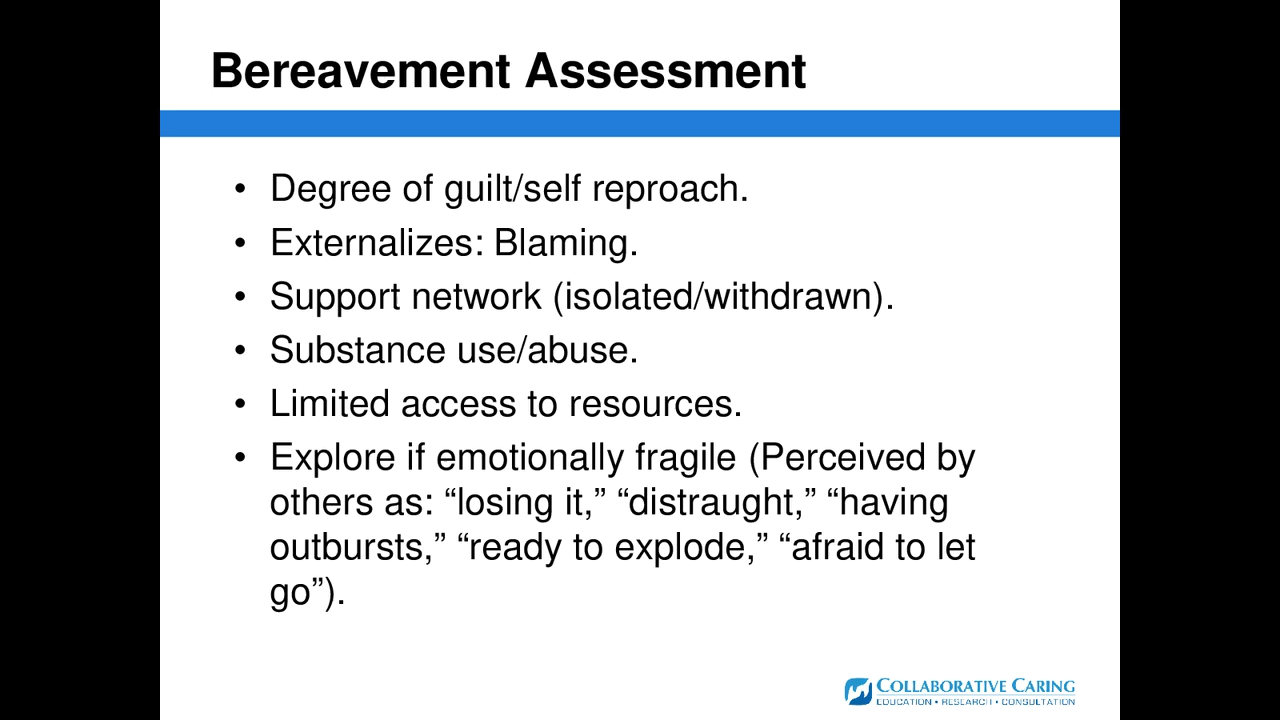 Bereavement Assessment
• Degree of guilt/self reproach.
• Externalizes: Blaming.
• Support network (isolated/withdrawn).
• Substance use/abuse.
• Limited access to resources.
• Explore if emotionally fragile (Perceived by
others as: “losing it,” “distraught,” “having
outbursts,” “ready to explode,” “afraid to let
go”).
COLLABORATIVE CARING
EDUCATION • RESEARCH • CONSULTATION